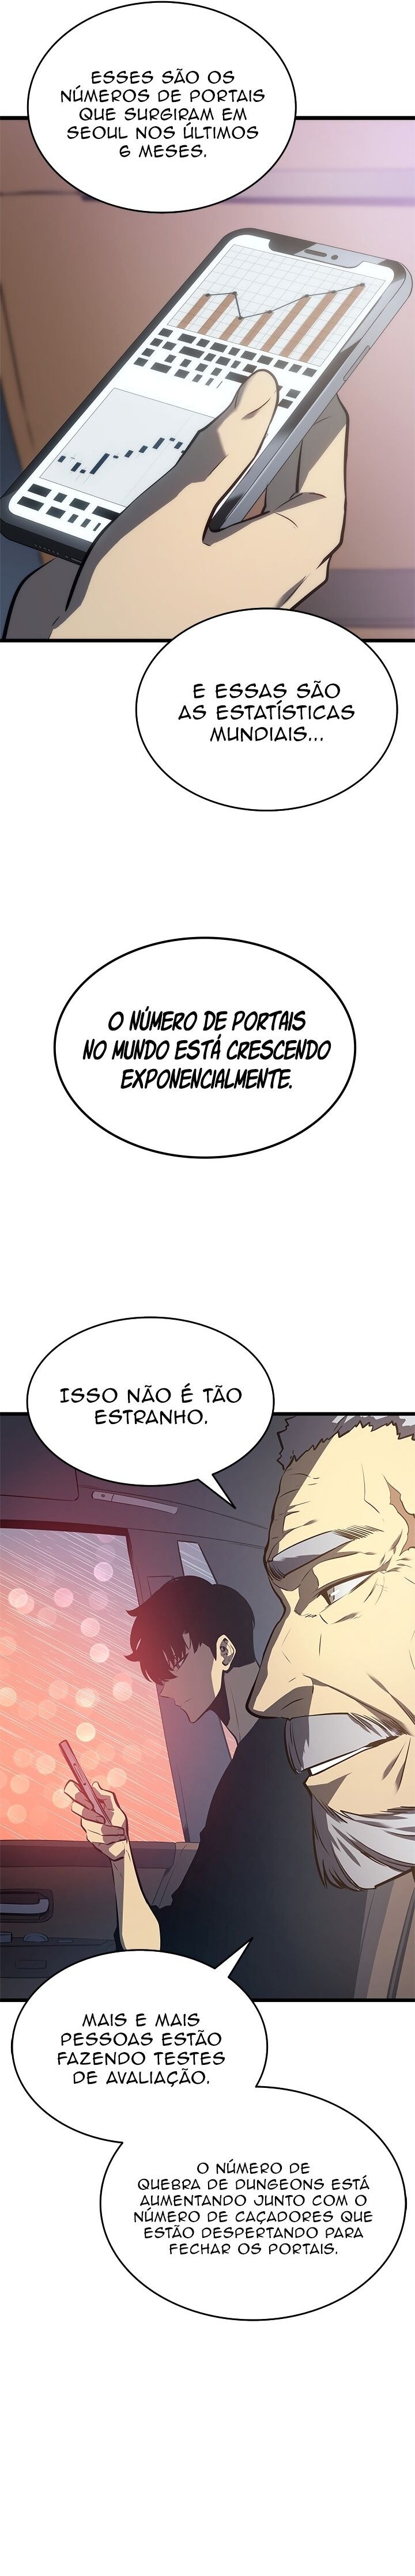 ESSES SÃO OS
NÚMEROS DE PORTAIS
QUE SURGIRAM EM
SEOUL NOS ÚLTIMOS
6 MESES.
E ESSAS SÃO
AS ESTATÍSTICAS
MUNDIAIS...
O NÚMERO DE PORTAIS
NO MUNDO ESTÁ CRESCENDO
EXPONENCIALMENTE.
ISSO NÃO É TÃO
ESTRANHO.
MAIS E MAIS
PESSOAS ESTÃO
FAZENDO TESTES
DE AVALIAÇÃO.
O NÚMERO DE
QUEBRA DE DUNGEONS ESTÁ
AUMENTANDO JUNTO COM O
NÚMERO DE CAÇADORES QUE
ESTÃO DESPERTANDO PARA
FECHAR OS PORTAIS.